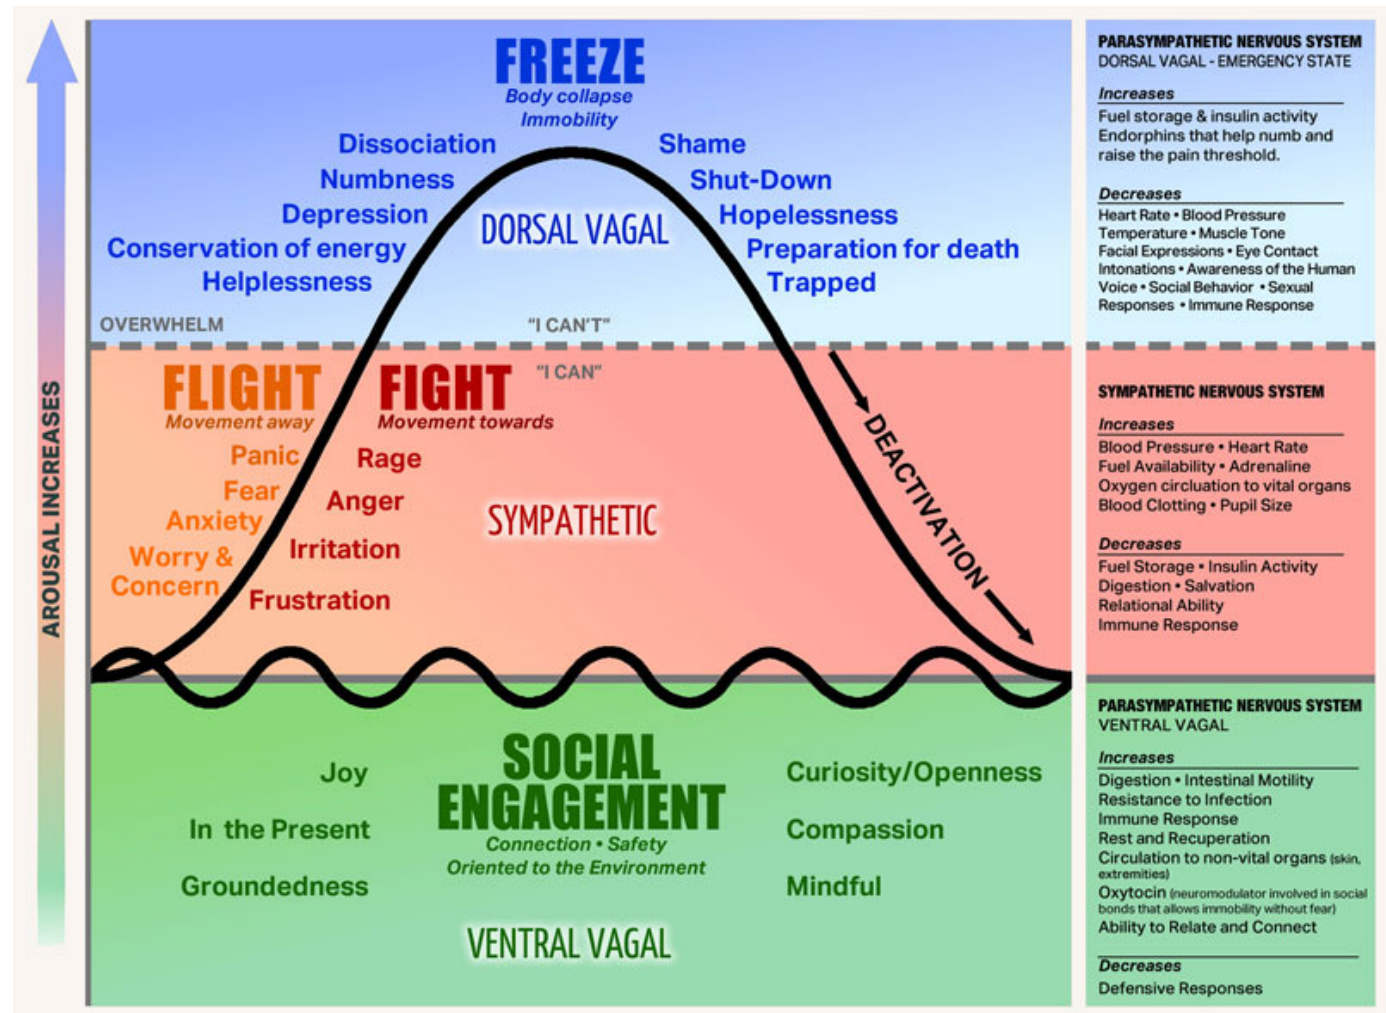 AROUSAL INCREASES
FREEZE
Body collapse
Immobility
Dissociation
Numbness
Depression
Conservation of energy
Helplessness
Shame
Shut-Down
Hopelessness
Preparation for death
Trapped
DORSAL VAGAL
OVERWHELM
"I CAN'T"
"I CAN"
FLIGHT
Movement away
Panic
Fear
Anxiety
Worry &
Concern
FIGHT
Movement towards
Rage
Anger
Irritation
Frustration
SYMPATHETIC
DEACTIVATION
SOCIAL
ENGAGEMENT
Connection • Safety
Oriented to the Environment
Joy
In the Present
Groundedness
Curiosity/Openness
Compassion
Mindful
VENTRAL VAGAL
PARASYMPATHETIC NERVOUS SYSTEM
DORSAL VAGAL - EMERGENCY STATE
Increases
Fuel storage & insulin activity
Endorphins that help numb and
raise the pain threshold.
Decreases
Heart Rate • Blood Pressure
Temperature • Muscle Tone
Facial Expressions • Eye Contact
Intonations • Awareness of the Human
Voice • Social Behavior • Sexual
Responses • Immune Response
SYMPATHETIC NERVOUS SYSTEM
Increases
Blood Pressure • Heart Rate
Fuel Availability • Adrenaline
Oxygen circluation to vital organs
Blood Clotting • Pupil Size
Decreases
Fuel Storage • Insulin Activity
Digestion • Salvation
Relational Ability
Immune Response
PARASYMPATHETIC NERVOUS SYSTEM
VENTRAL VAGAL
Increases
Digestion • Intestinal Motility
Resistance to Infection
Immune Response
Rest and Recuperation
Circulation to non-vital organs (skin,
extremities)
Oxytocin (neuromodulator involved in social
bonds that allows immobility without fear)
Ability to Relate and Connect
Decreases
Defensive Responses